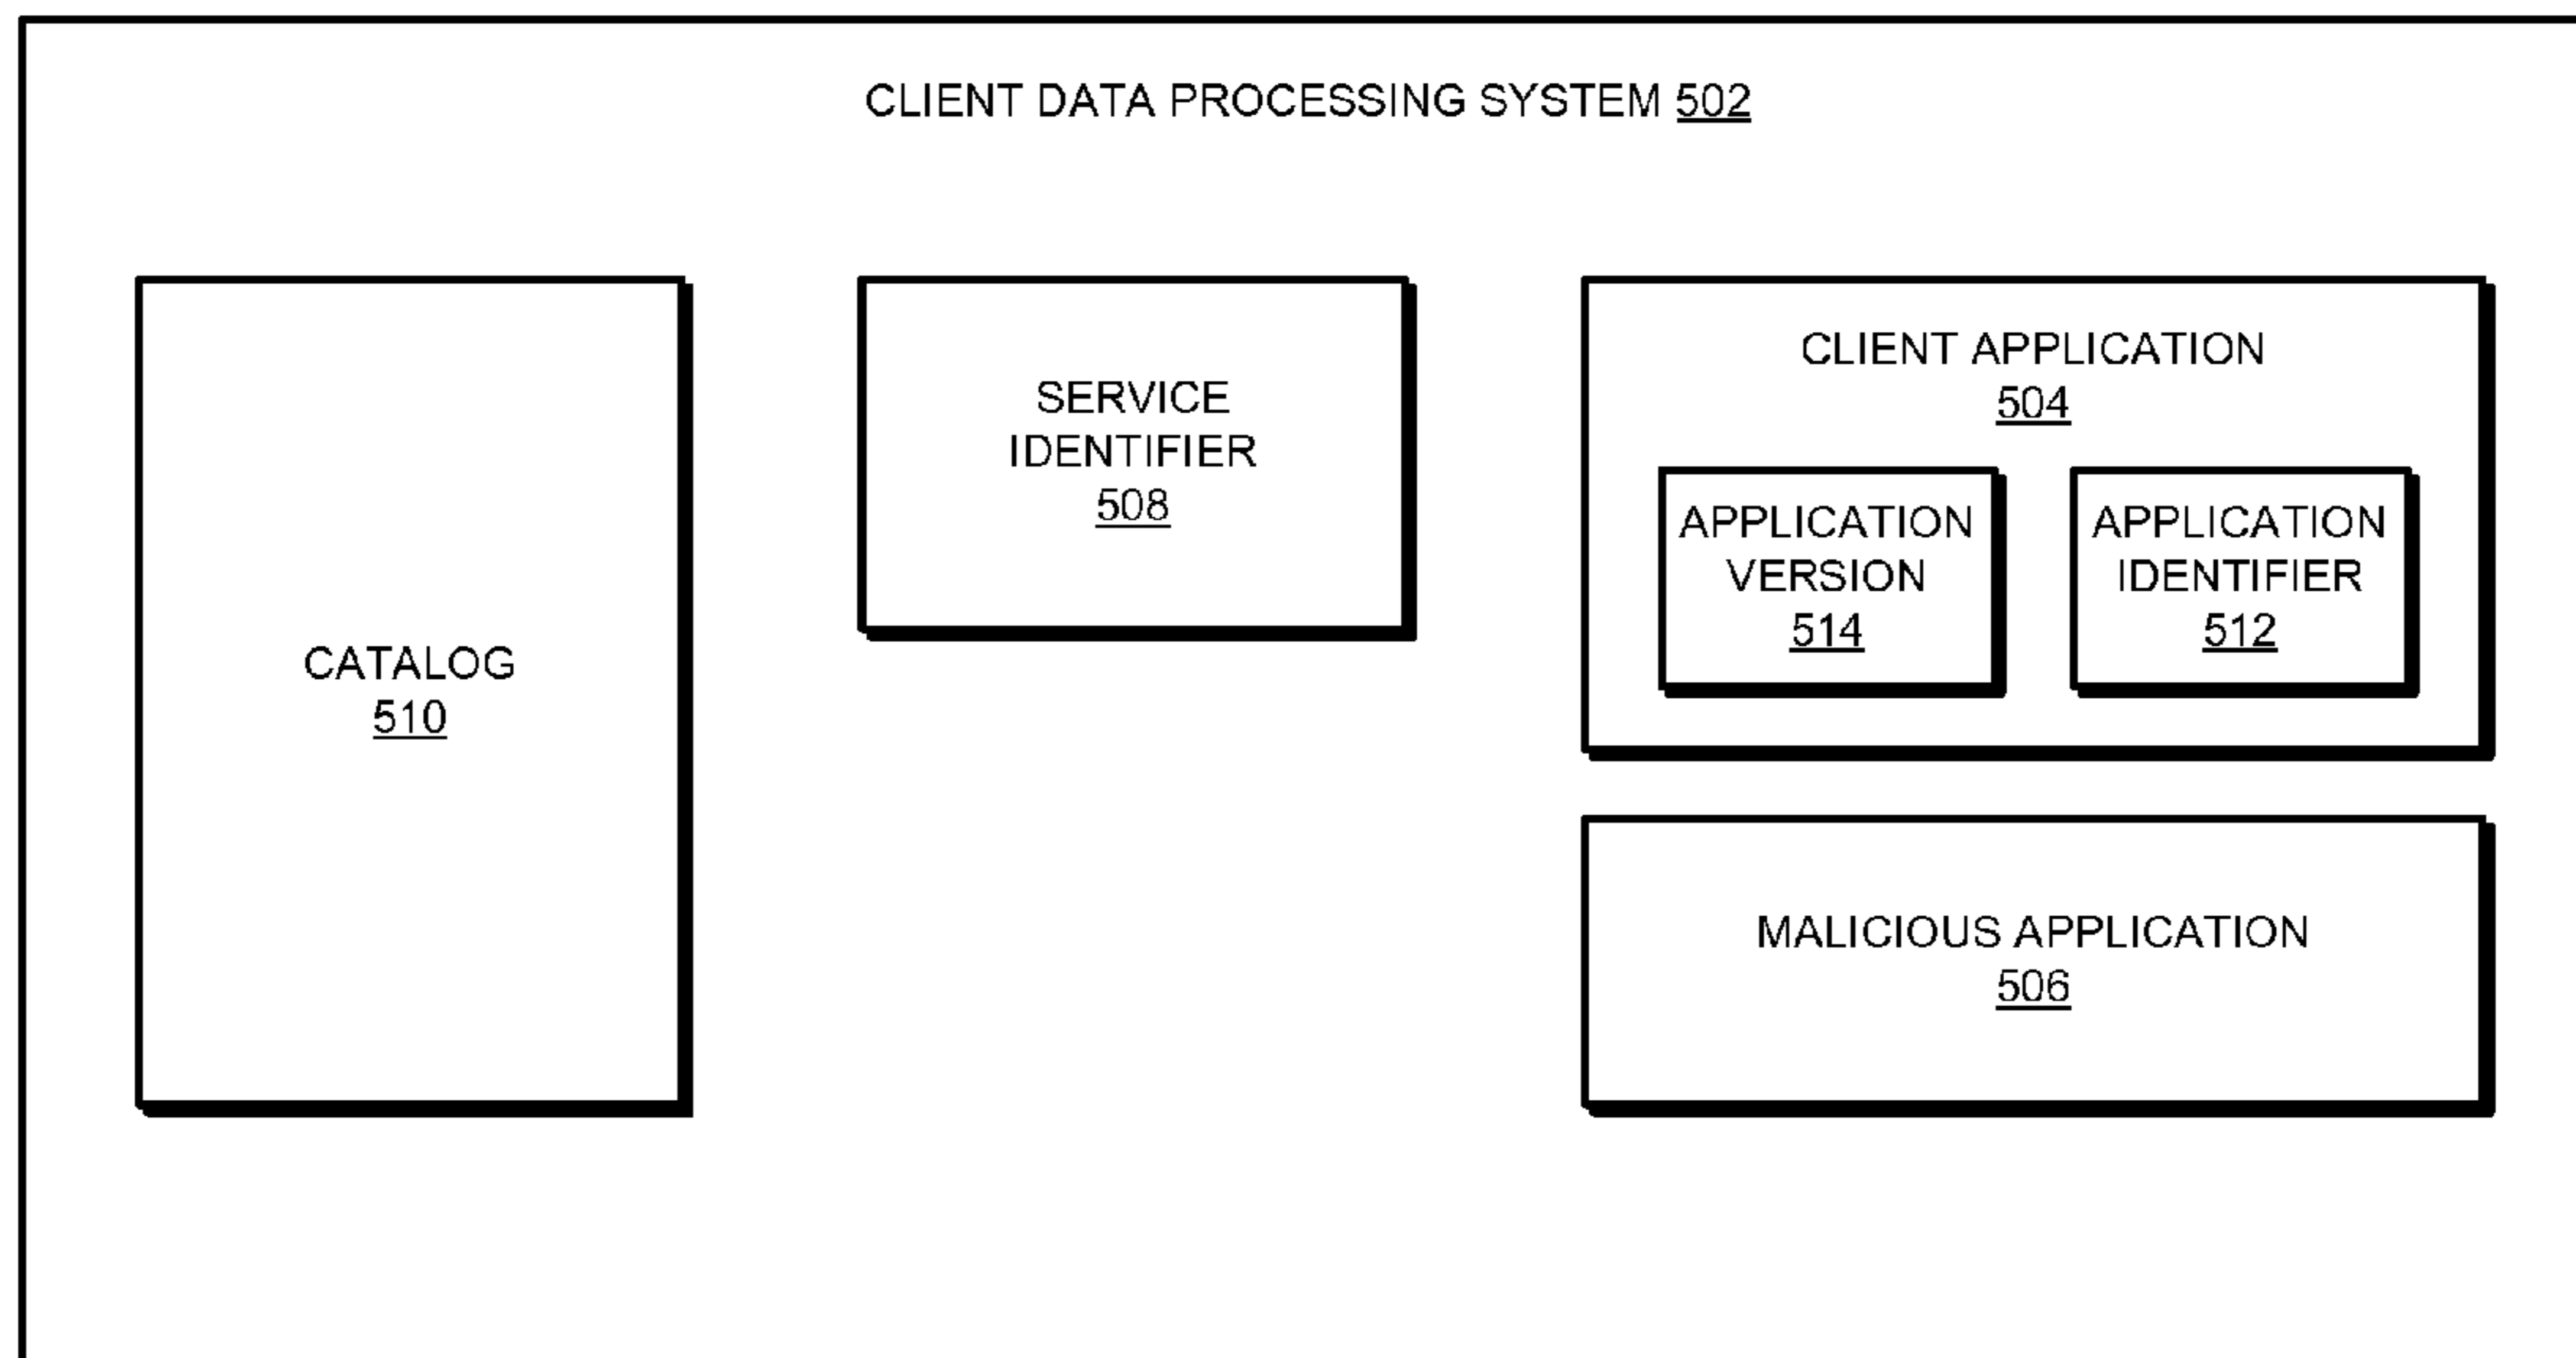 CLIENT DATA PROCESSING SYSTEM 502
CATALOG
510
SERVICE
IDENTIFIER
508
CLIENT APPLICATION
504
APPLICATION
VERSION
514
APPLICATION
IDENTIFIER
512
MALICIOUS APPLICATION
506